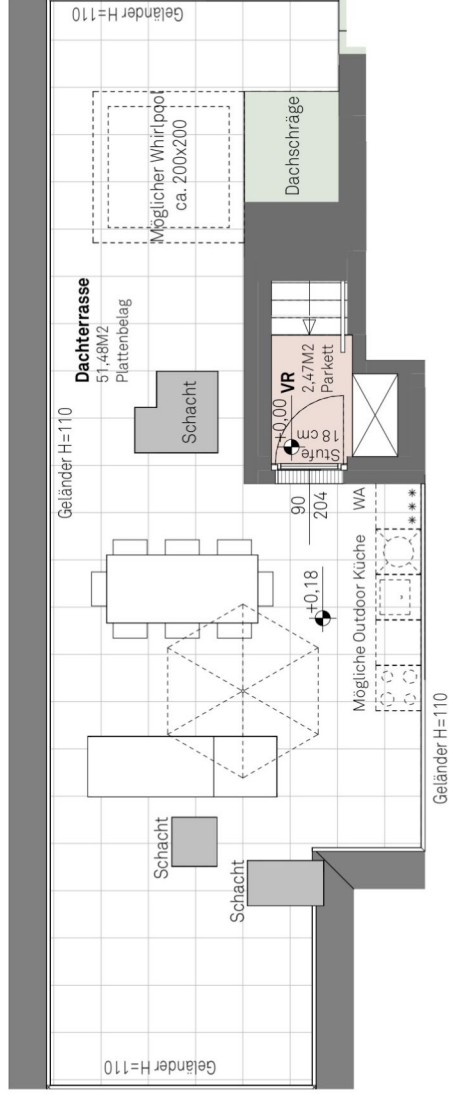 Geländer H=110
Möglicher Whirlpool
ca. 200x200
Dachschräge
Dachterrasse
51,48M2
Plattenbelag
Geländer H=110
Schacht
VR
2,47M2
Parkett
±0,00
Stufe
18 cm
90
204
WA
Mögliche Outdoor Küche
+0,18
Geländer H=110
Schacht
Schacht
Geländer H=110